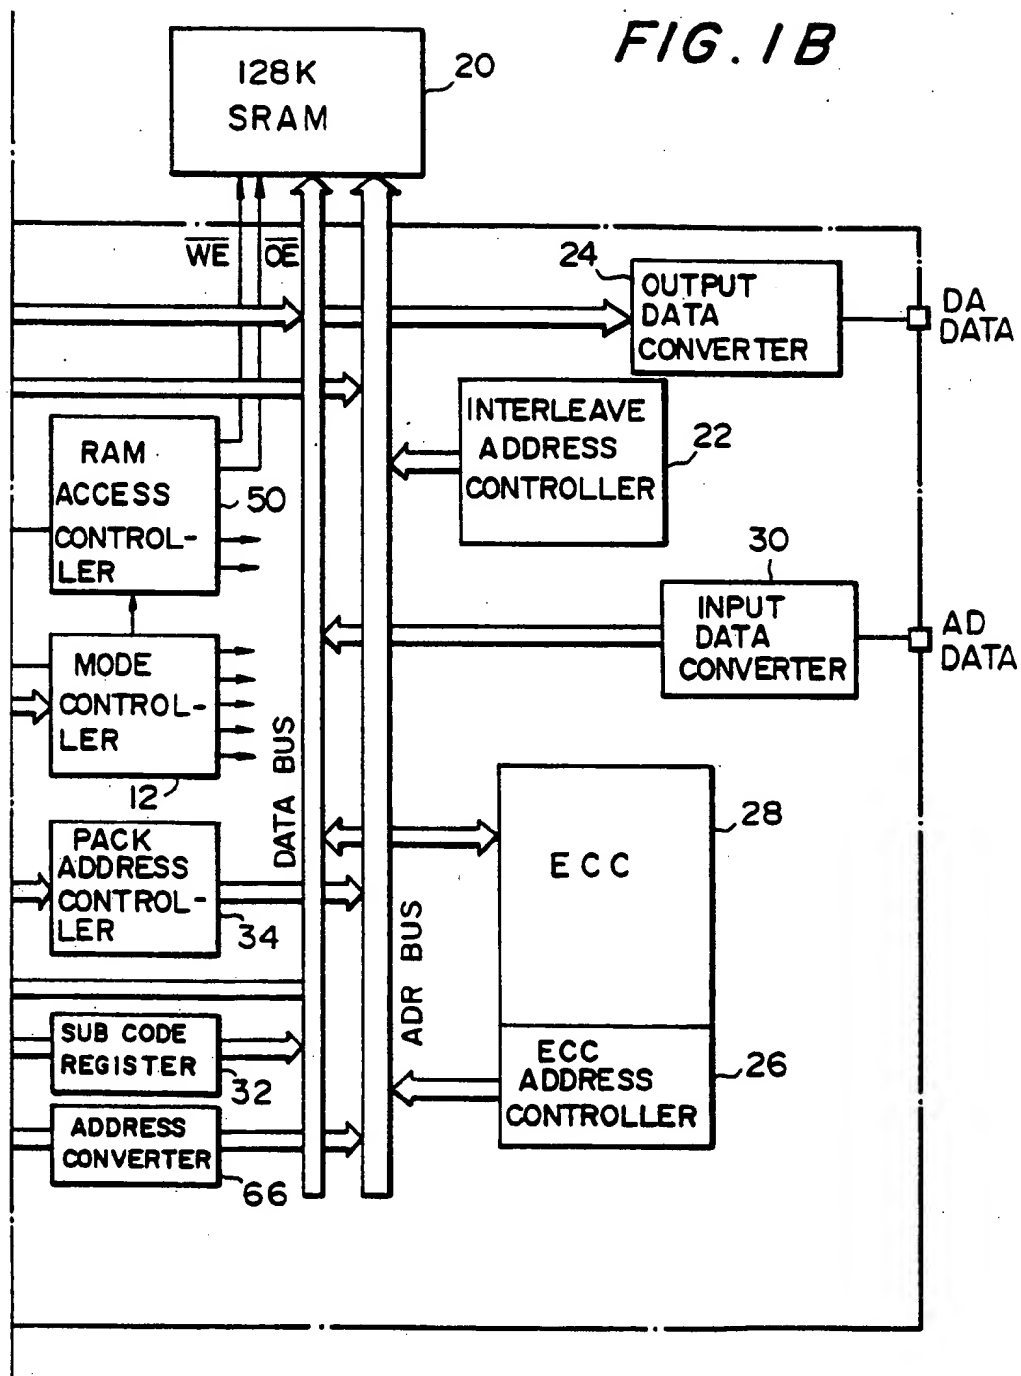 FIG. 1B
128K
SRAM
20
WE
OE
24
OUTPUT
DATA
CONVERTER
DA
DATA
INTERLEAVE
ADDRESS
CONTROLLER
22
RAM
ACCESS
CONTROL-
LER
50
30
INPUT
DATA
CONVERTER
AD
DATA
MODE
CONTROL-
LER
12
DATA BUS
PACK
ADDRESS
CONTROL-
LER
34
ECC
28
ADR BUS
SUB CODE
REGISTER
32
ECC
ADDRESS
CONTROLLER
26
ADDRESS
CONVERTER
66